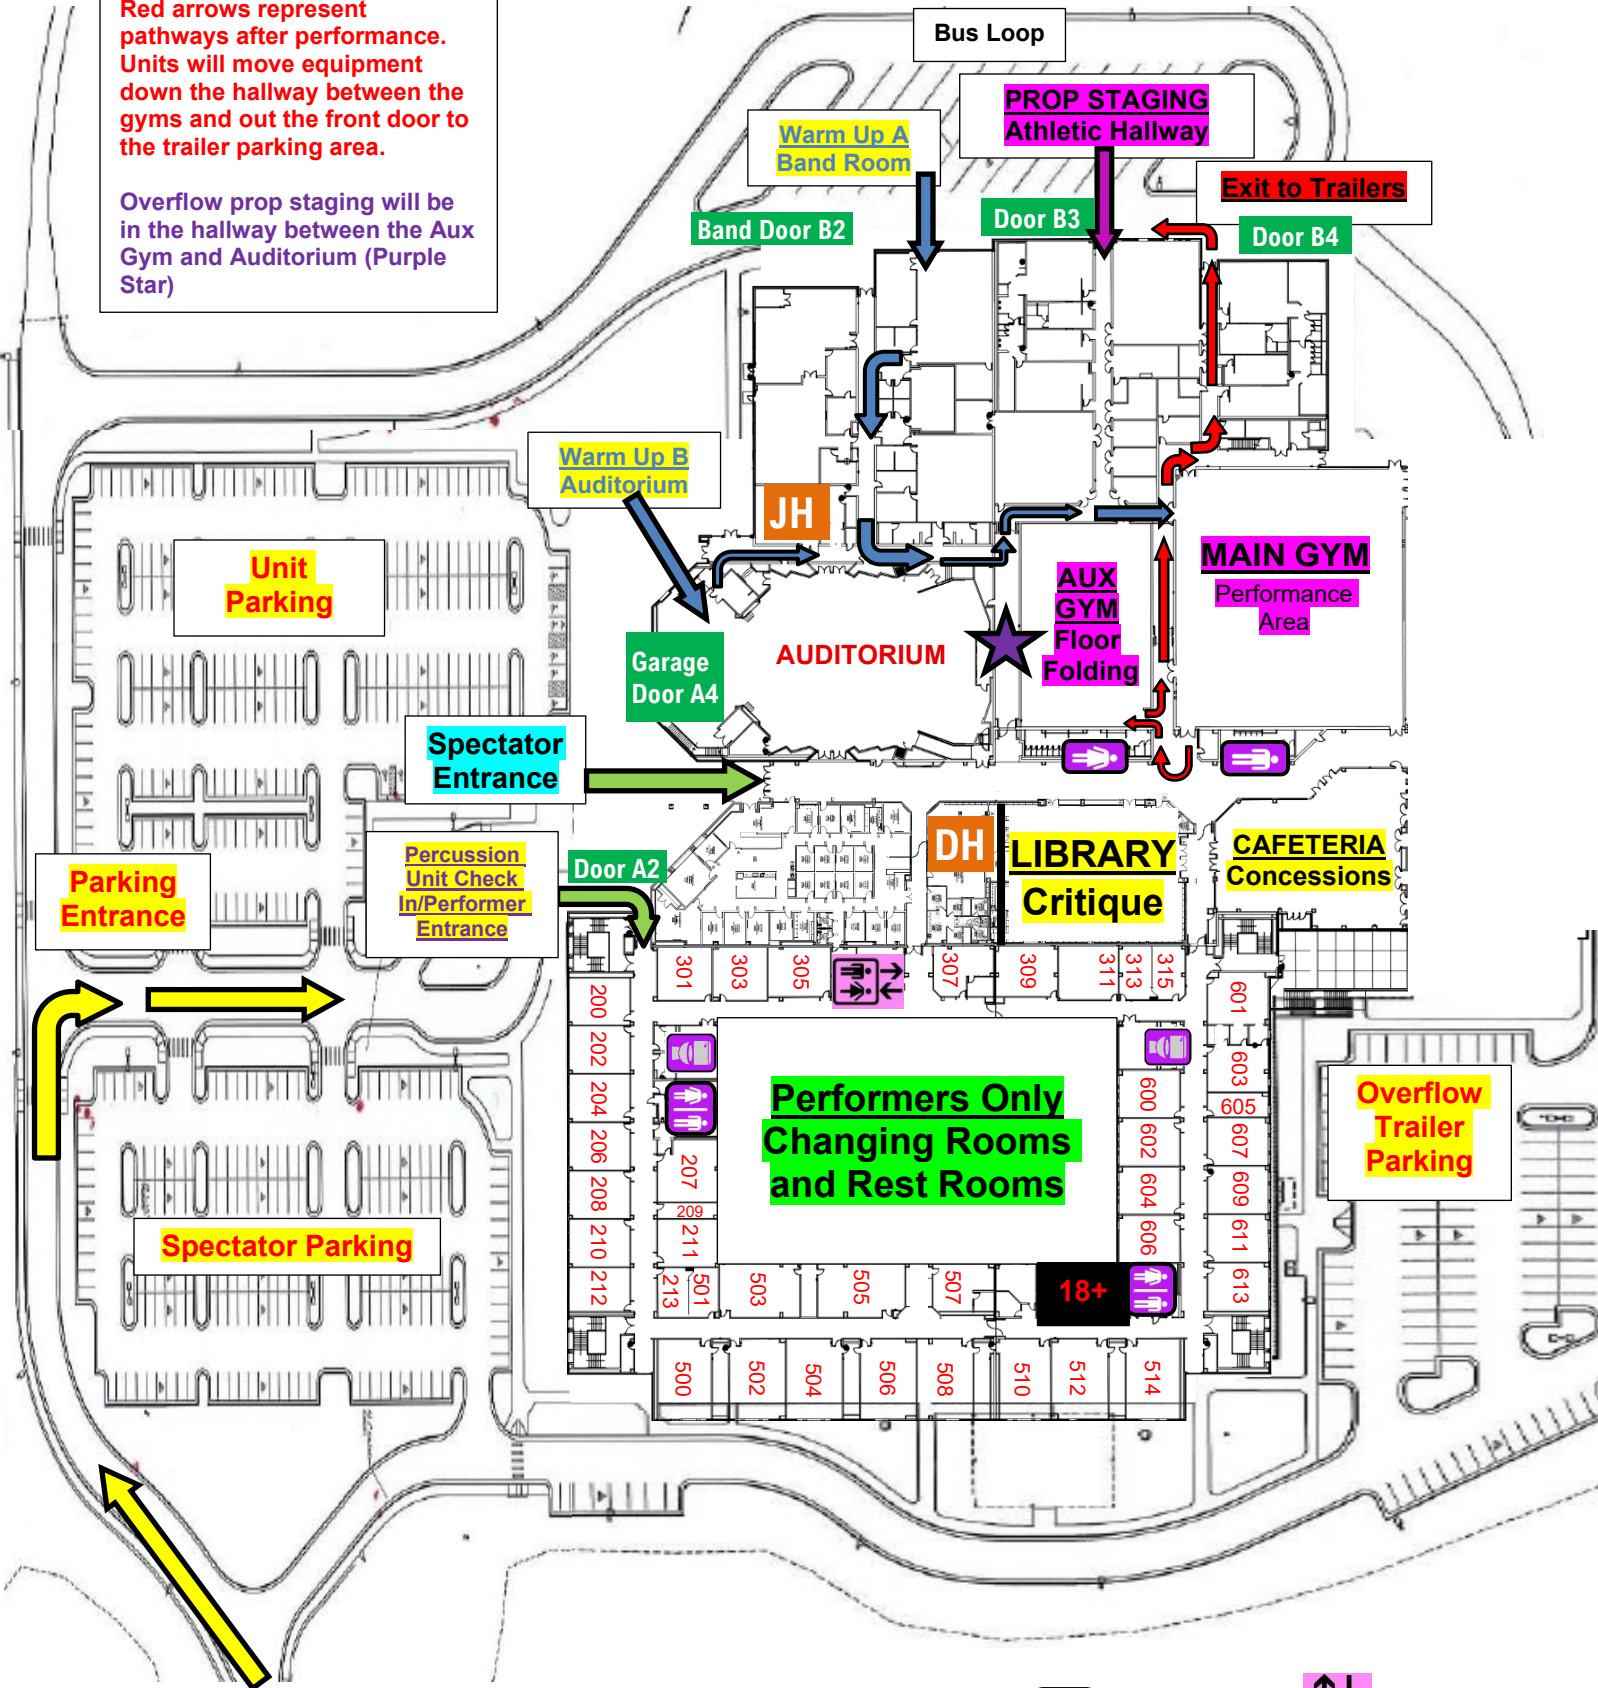 Red arrows represent
pathways after performance.
Units will move equipment
down the hallway between the
gyms and out the front door to
the trailer parking area.
Overflow prop staging will be
in the hallway between the Aux
Gym and Auditorium (Purple
Star)
Bus Loop
PROP STAGING
Athletic Hallway
Warm Up A
Band Room
Exit to Trailers
Band Door B2
Door B3
Door B4
Warm Up B
Auditorium
JH
Unit
Parking
MAIN GYM
Performance
Area
AUX
GYM
Floor
Folding
AUDITORIUM
Garage
Door A4
Spectator
Entrance
Percussion
Unit Check
In/Performer
Entrance
Door A2
DH
LIBRARY
Critique
CAFETERIA
Concessions
Parking
Entrance
301
303
305
307
309
311
313
315
601
200
202
204
206
208
210
212
207
209
211
213
501
503
505
507
18+
600
602
604
606
603
605
607
609
611
613
Performers Only
Changing Rooms
and Rest Rooms
Overflow
Trailer
Parking
Spectator Parking
500
502
504
506
508
510
512
514